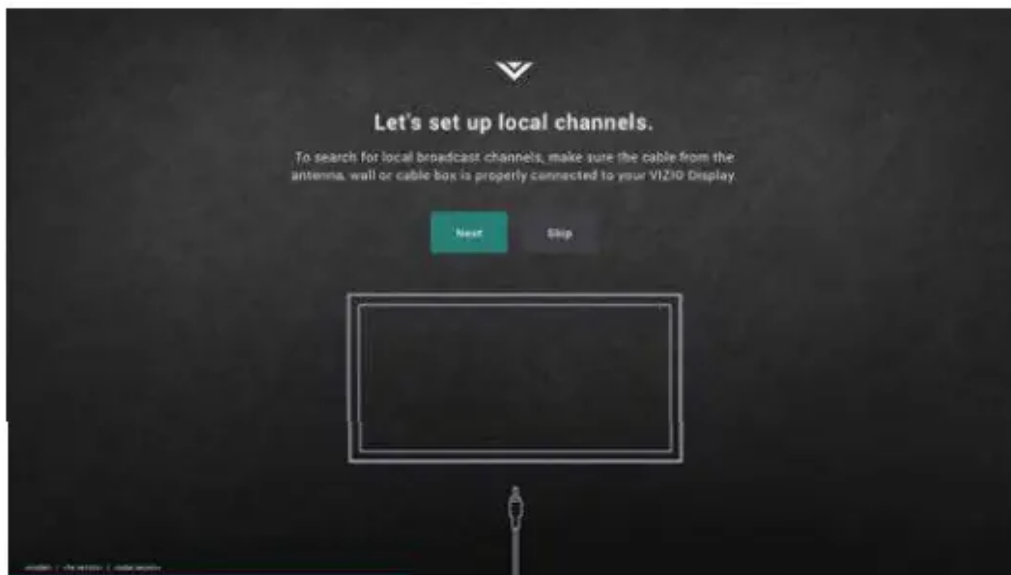 Let's set up local channels.
To search for local broadcast channels, make sure the cable from the
antenna, wall or cable box is properly connected to your VIZIO Display.
Next
Skip